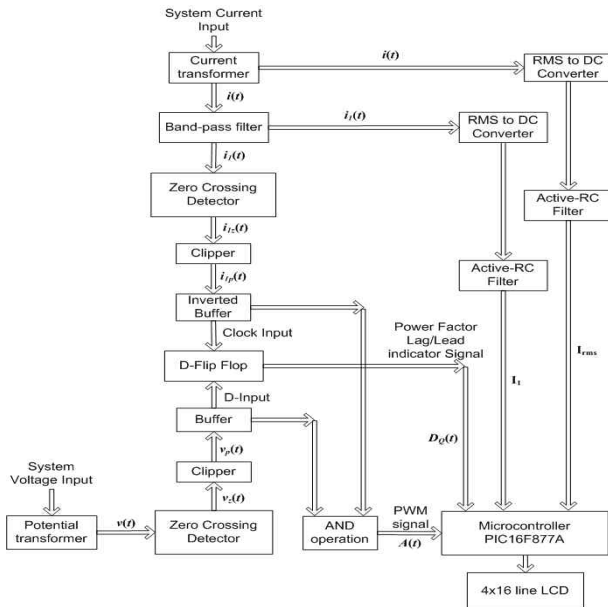 System Current
Input
Current
transformer
i(t)
RMS to DC
Converter
i(t)
Band-pass filter
i1(t)
RMS to DC
Converter
i1(t)
Zero Crossing
Detector
Active-RC
Filter
i1z(t)
Clipper
i1p(t)
Active-RC
Filter
Inverted
Buffer
Clock Input
Power Factor
Lag/Lead
indicator Signal
D-Flip Flop
Irms
I1
D-Input
Buffer
vp(t)
DQ(t)
System
Voltage Input
Clipper
vz(t)
Potential
transformer
v(t)
Zero Crossing
Detector
AND
operation
PWM
signal
A(t)
Microcontroller
PIC16F877A
4x16 line LCD